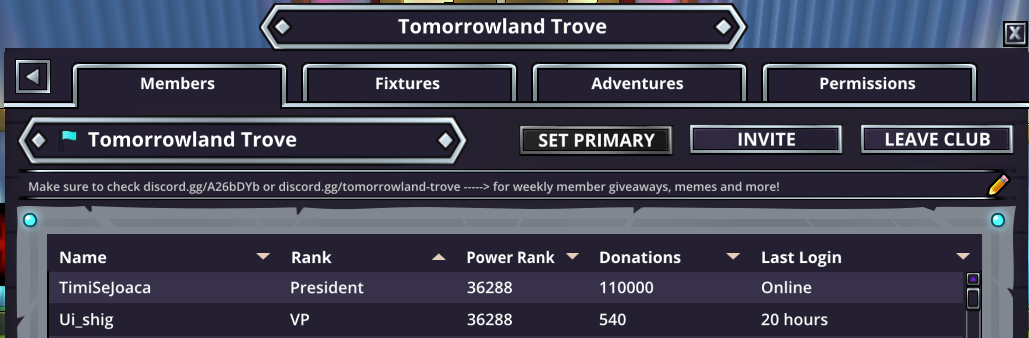 Tomorrowland Trove
X
Members Fixtures Adventures Permissions
Tomorrowland Trove SET PRIMARY INVITE LEAVE CLUB
Make sure to check discord.gg/A26bDYb or discord.gg/tomorrowland-trove -----> for weekly member giveaways, memes and more!
Name Rank Power Rank Donations Last Login
TimiSeJoaca President 36288 110000 Online
Ui_shig VP 36288 540 20 hours